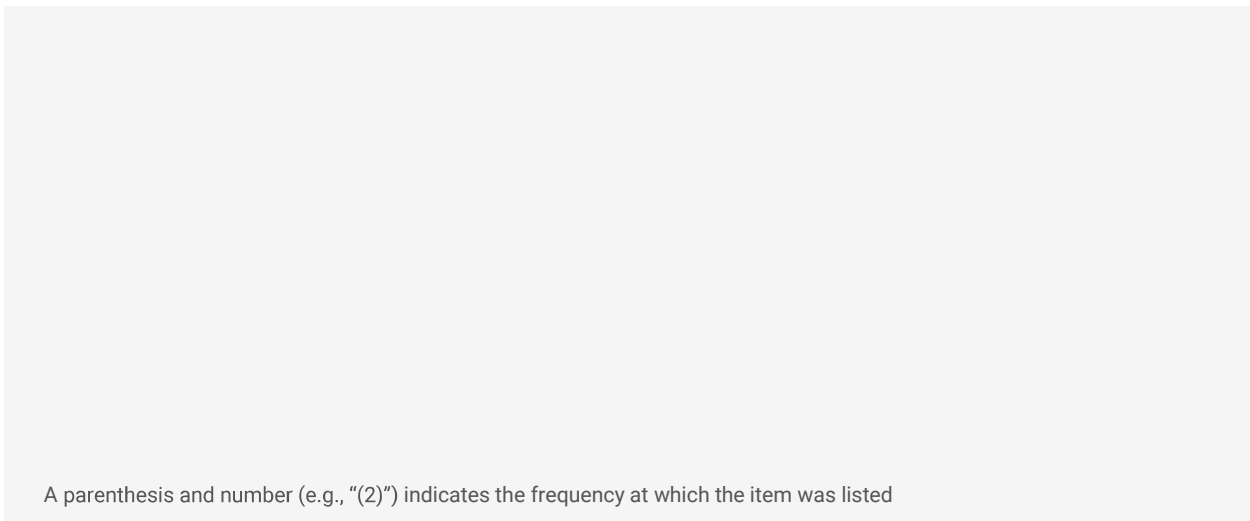 A parenthesis and number (e.g., “(2)”) indicates the frequency at which the item was listed